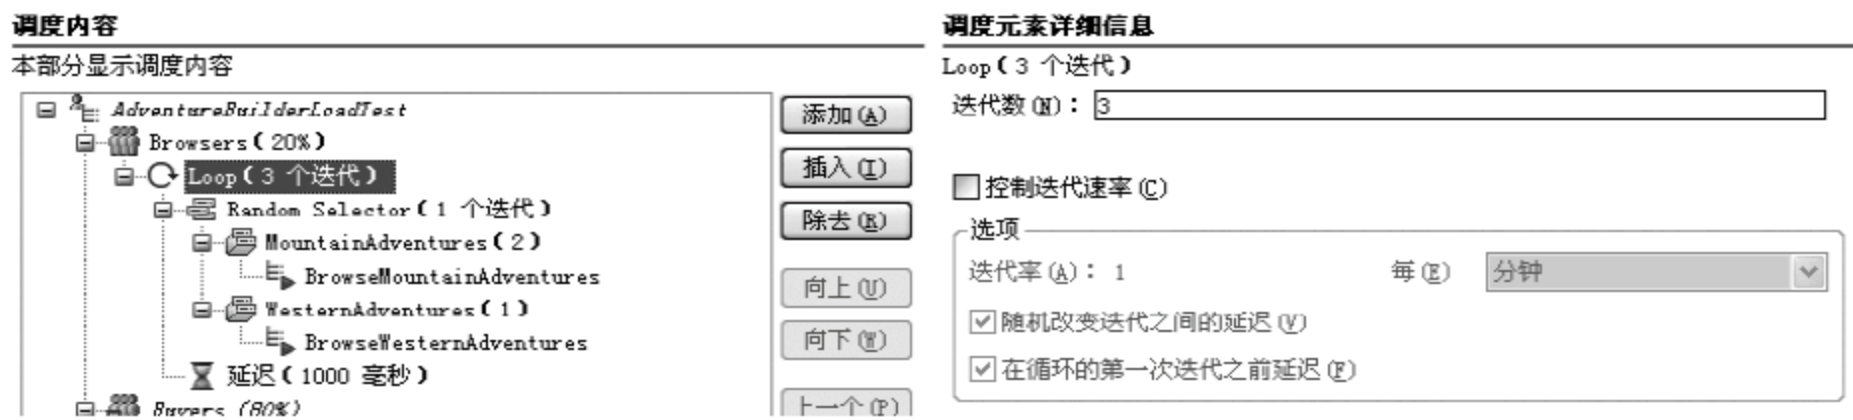 调度内容
本部分显示调度内容
AdventureBuilderLoadTest
Browsers(20%)
Loop(3 个迭代)
Random Selector(1 个迭代)
MountainAdventures(2)
BrowseMountainAdventures
WesternAdventures(1)
BrowseWesternAdventures
延迟(1000 毫秒)
Buyers (80%)
添加(A)
插入(I)
除去(R)
向上(U)
向下(W)
上一个(P)
调度元素详细信息
Loop(3 个迭代)
迭代数(N): 3
控制迭代速率(C)
选项
迭代率(A): 1 每(E) 分钟
随机改变迭代之间的延迟(V)
在循环的第一次迭代之前延迟(F)